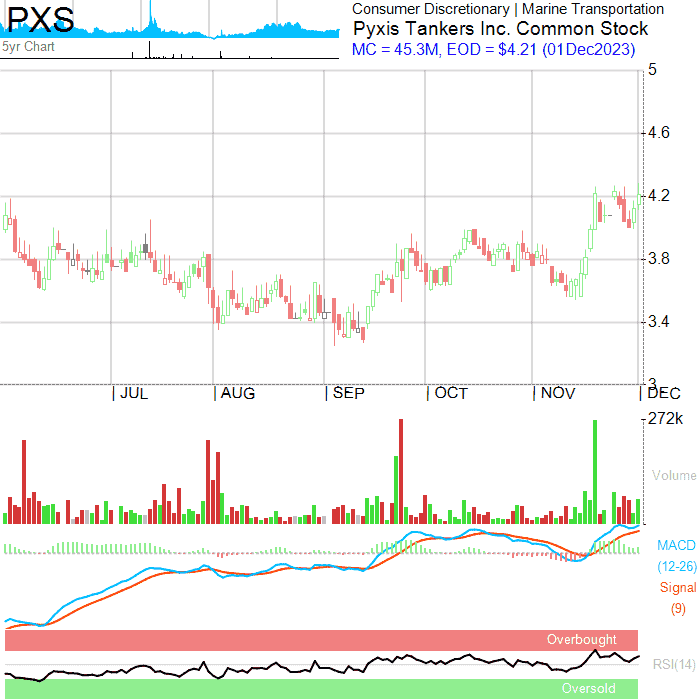 PXS
5yr Chart
Consumer Discretionary | Marine Transportation
Pyxis Tankers Inc. Common Stock
MC = 45.3M, EOD = $4.21 (01Dec2023)
5
4.6
4.2
3.8
3.4
3
JUL AUG SEP OCT NOV DEC
272k
Volume
MACD
(12-26)
Signal
(9)
Overbought
RSI(14)
Oversold